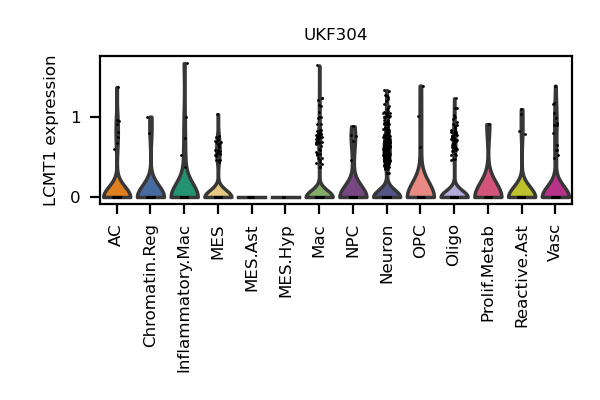 UKF304
LCMT1 expression
1
0
AC
Chromatin.Reg
Inflammatory.Mac
MES
MES.Ast
MES.Hyp
Mac
NPC
Neuron
OPC
Oligo
Prolif.Metab
Reactive.Ast
Vasc